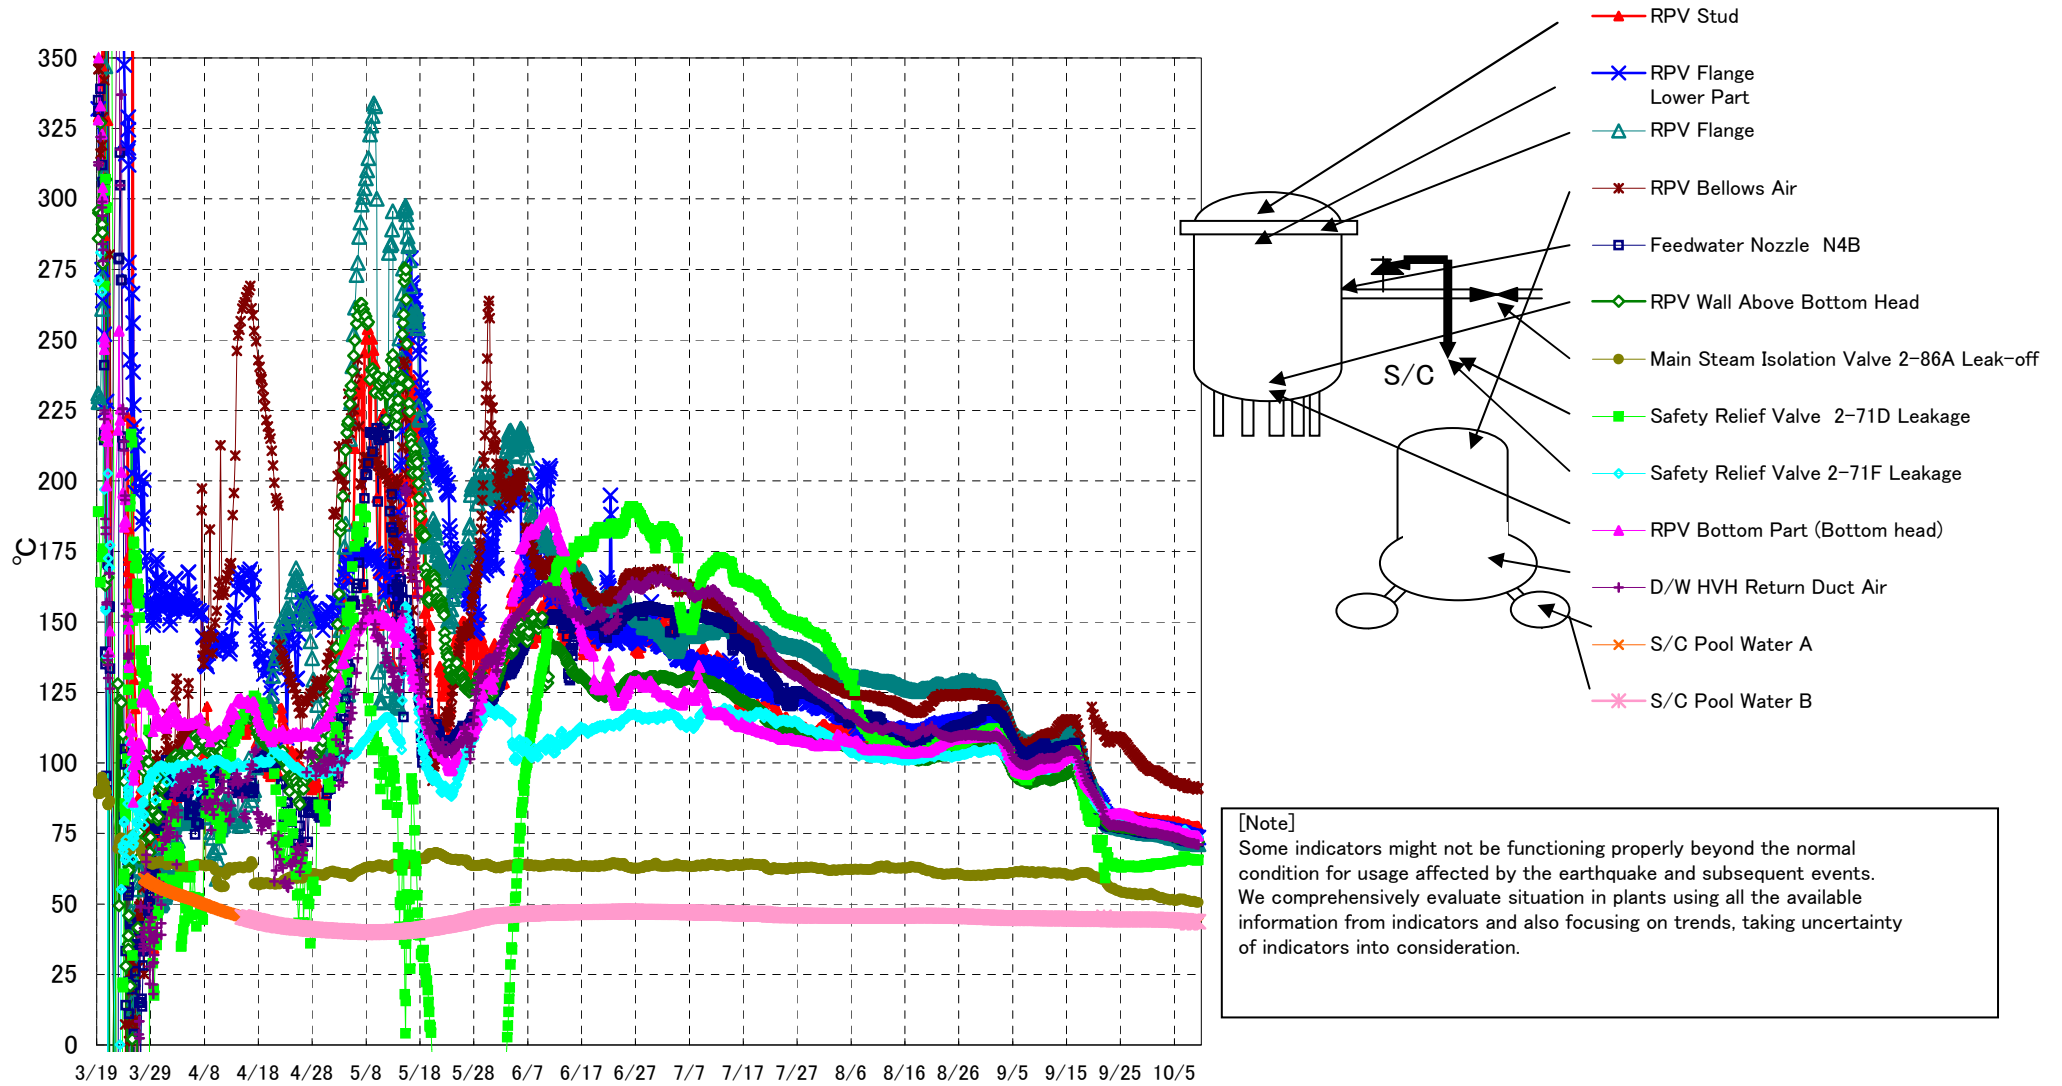 350
325
300
275
250
225
200
175
150
125
100
75
50
25
0
℃
3/19 3/29 4/8 4/18 4/28 5/8 5/18 5/28 6/7 6/17 6/27 7/7 7/17 7/27 8/6 8/16 8/26 9/5 9/15 9/25 10/5
RPV Stud
RPV Flange
Lower Part
RPV Flange
RPV Bellows Air
Feedwater Nozzle N4B
RPV Wall Above Bottom Head
Main Steam Isolation Valve 2-86A Leak-off
Safety Relief Valve 2-71D Leakage
Safety Relief Valve 2-71F Leakage
RPV Bottom Part (Bottom head)
D/W HVH Return Duct Air
S/C Pool Water A
S/C Pool Water B
S/C
[Note]
Some indicators might not be functioning properly beyond the normal
condition for usage affected by the earthquake and subsequent events.
We comprehensively evaluate situation in plants using all the available
information from indicators and also focusing on trends, taking uncertainty
of indicators into consideration.